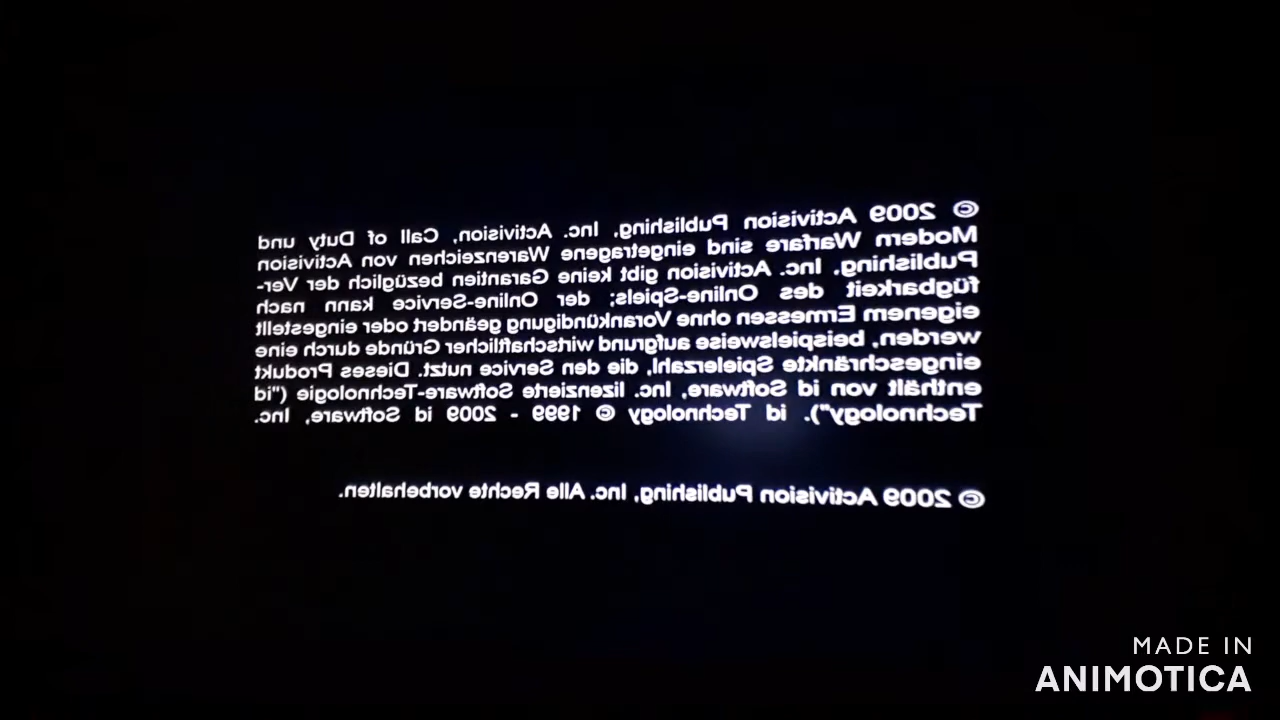 © 2009 Activision Publishing, Inc. Activision, Call of Duty und
Modern Warfare sind eingetragene Warenzeichen von Activision
Publishing, Inc. Activision gibt keine Garantien bezüglich der Ver-
fügbarkeit des Online-Spiels; der Online-Service kann nach
eigenem Ermessen ohne Vorankündigung geändert oder eingestellt
werden, beispielsweise aufgrund wirtschaftlicher Gründe durch eine
eingeschränkte Spielerzahl, die den Service nutzt. Dieses Produkt
enthält von id Software, Inc. lizenzierte Software-Technologie ("id
Technology"). id Technology © 1999 - 2009 id Software, Inc.
© 2009 Activision Publishing, Inc. Alle Rechte vorbehalten.
MADE IN
ANIMOTICA